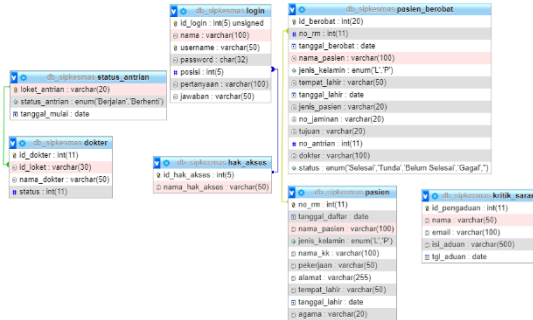 db_sipkesmas login
id_login : int(5) unsigned
nama : varchar(100)
username : varchar(50)
password : char(32)
posisi : int(5)
pertanyaan : varchar(100)
jawaban : varchar(50)
db_sipkesmas pasien_berobat
id_berobat : int(20)
no_rm : int(11)
tanggal_berobat : date
nama_pasien : varchar(100)
jenis_kelamin : enum('L','P')
tempat_lahir : varchar(50)
tanggal_lahir : date
jenis_pasien : varchar(20)
no_jaminan : varchar(20)
tujuan : varchar(20)
no_antrian : int(11)
dokter : varchar(100)
status : enum('Selesai','Tunda','Belum Selesai','Gagal','')
db_sipkesmas status_antrian
loket_antrian : varchar(20)
status_antrian : enum('Berjalan','Berhenti')
tanggal_mulai : date
db_sipkesmas dokter
id_dokter : int(11)
id_loket : varchar(30)
nama_dokter : varchar(50)
status : int(11)
db_sipkesmas hak_akses
id_hak_akses : int(5)
nama_hak_akses : varchar(50)
db_sipkesmas pasien
no_rm : int(11)
tanggal_daftar : date
nama_pasien : varchar(100)
jenis_kelamin : enum('L','P')
nama_kk : varchar(100)
pekerjaan : varchar(50)
alamat : varchar(255)
tempat_lahir : varchar(50)
tanggal_lahir : date
agama : varchar(20)
db_sipkesmas kritik_saran
id_pengaduan : int(11)
nama : varchar(50)
email : varchar(100)
isi_aduan : varchar(500)
tgl_aduan : date